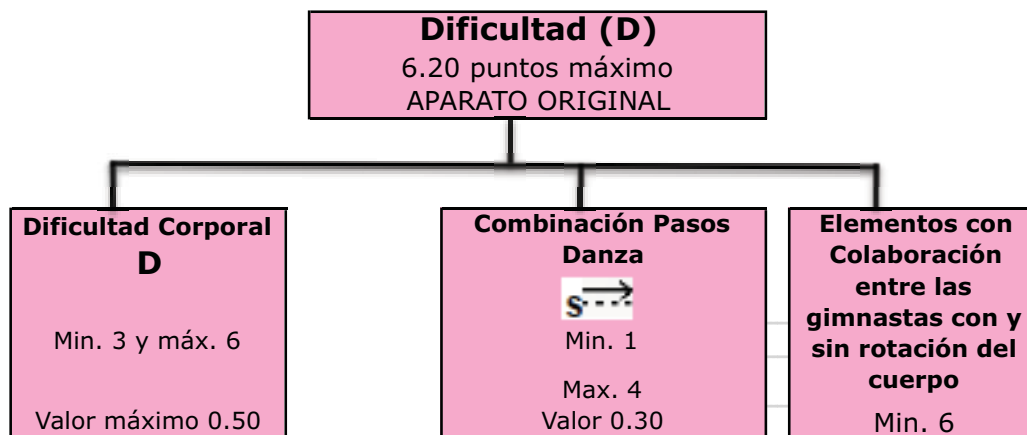 Dificultad (D)
6.20 puntos máximo
APARATO ORIGINAL
Dificultad Corporal
D
Min. 3 y máx. 6
Valor máximo 0.50
Combinación Pasos
Danza
S
Min. 1
Max. 4
Valor 0.30
Elementos con
Colaboración
entre las
gimnastas con y
sin rotación del
cuerpo
Min. 6